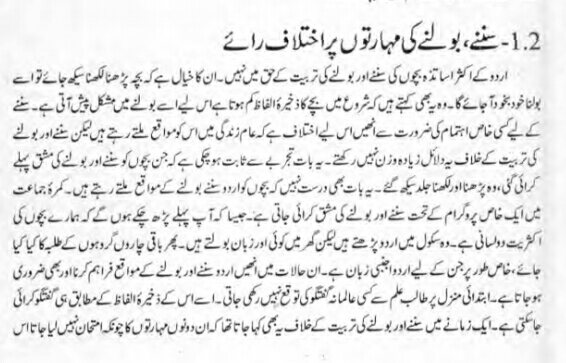 1.2- سننے، بولنے کی مہارتوں پر اختلاف رائے
اردو کے اکثر اساتذہ بچوں کی سننے اور بولنے کی تربیت کے حق میں نہیں۔ ان کا خیال ہے کہ بچہ پڑھنا لکھنا سیکھ جائے تو اسے
بولنا خود بخود آ جائے گا۔ وہ یہ بھی کہتے ہیں کہ شروع میں بچے کا ذخیرۂ الفاظ کم ہوتا ہے اس لیے اسے بولنے میں مشکل پیش آتی ہے۔ سننے
کے لیے کسی خاص اہتمام کی ضرورت سے انھیں اس لیے اختلاف ہے کہ عام زندگی میں اس کو مواقع ملتے رہتے ہیں لیکن سننے اور بولنے
کی تربیت کے خلاف یہ دلائل زیادہ وزن نہیں رکھتے۔ یہ بات تجربے سے ثابت ہو چکی ہے کہ جن بچوں کو سننے اور بولنے کی مشق پہلے
کرائی گئی، وہ پڑھنا اور لکھنا جلد سیکھ گئے۔ یہ بات بھی درست نہیں کہ بچوں کو اردو سننے بولنے کے مواقع ملتے رہتے ہیں۔ کمرۂ جماعت
میں ایک خاص پروگرام کے تحت سننے اور بولنے کی مشق کرائی جاتی ہے۔ جیسا کہ آپ پہلے پڑھ چکے ہوں گے کہ ہمارے بچوں کی
اکثریت دولسانی ہے۔ وہ سکول میں اردو پڑھتے ہیں لیکن گھر میں کوئی اور زبان بولتے ہیں۔ پھر باقی چاروں گروہوں کے طلبہ کا کیا کیا
جائے، خاص طور پر جن کے لیے اردو اجنبی زبان ہے۔ ان حالات میں انھیں اردو سننے اور بولنے کے مواقع فراہم کرنا اور بھی ضروری
ہو جاتا ہے۔ ابتدائی منزل پر طالب علم سے کسی عالمانہ گفتگو کی توقع نہیں رکھی جاتی۔ اسے اس کے ذخیرۂ الفاظ کے مطابق ہی گفتگو کرائی
جا سکتی ہے۔ ایک زمانے میں سننے اور بولنے کی تربیت کے خلاف یہ بھی کہا جاتا تھا کہ ان دونوں مہارتوں کا چونکہ امتحان نہیں لیا جاتا اس